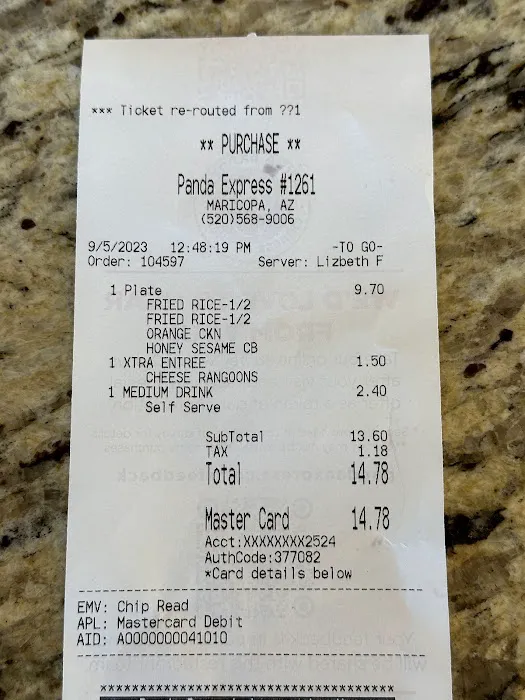 *** Ticket re-routed from ??1
** PURCHASE **
Panda Express #1261
MARICOPA, AZ
(520)568-9006
9/5/2023 12:48:19 PM -TO GO-
Order: 104597 Server: Lizbeth F
1 Plate 9.70
FRIED RICE-1/2
FRIED RICE-1/2
ORANGE CKN
HONEY SESAME CB
1 XTRA ENTREE 1.50
CHEESE RANGOONS
1 MEDIUM DRINK 2.40
Self Serve
SubTotal 13.60
TAX 1.18
Total 14.78
Master Card 14.78
Acct:XXXXXXXX2524
AuthCode:377082
*Card details below
EMV: Chip Read
APL: Mastercard Debit
AID: A0000000041010